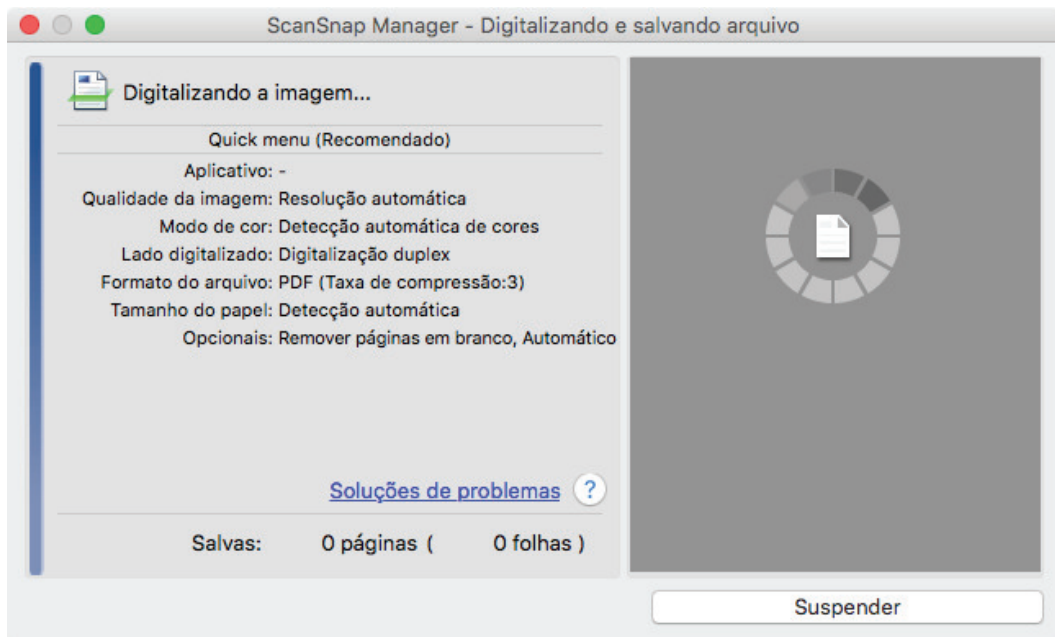 ScanSnap Manager - Digitalizando e salvando arquivo
Digitalizando a imagem...
Quick menu (Recomendado)
Aplicativo: -
Qualidade da imagem: Resolução automática
Modo de cor: Detecção automática de cores
Lado digitalizado: Digitalização duplex
Formato do arquivo: PDF (Taxa de compressão:3)
Tamanho do papel: Detecção automática
Opcionais: Remover páginas em branco, Automático
Soluções de problemas ?
Salvas: 0 páginas ( 0 folhas )
Suspender